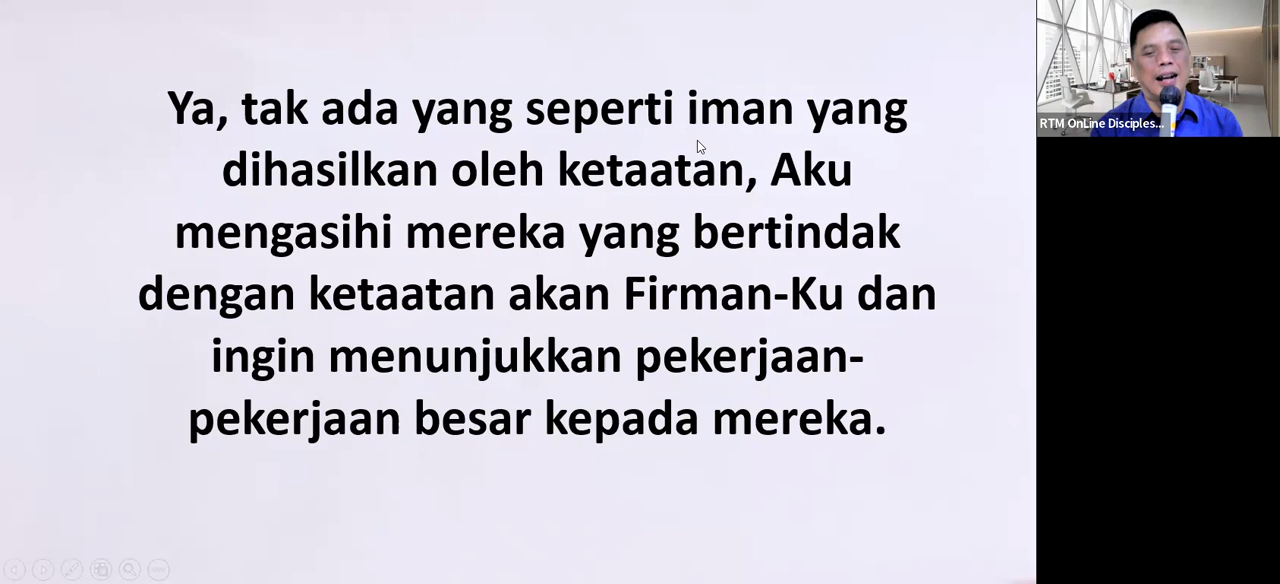 Ya, tak ada yang seperti iman yang
dihasilkan oleh ketaatan, Aku
mengasihi mereka yang bertindak
dengan ketaatan akan Firman-Ku dan
ingin menunjukkan pekerjaan-
pekerjaan besar kepada mereka.
RTM OnLine Disciples...